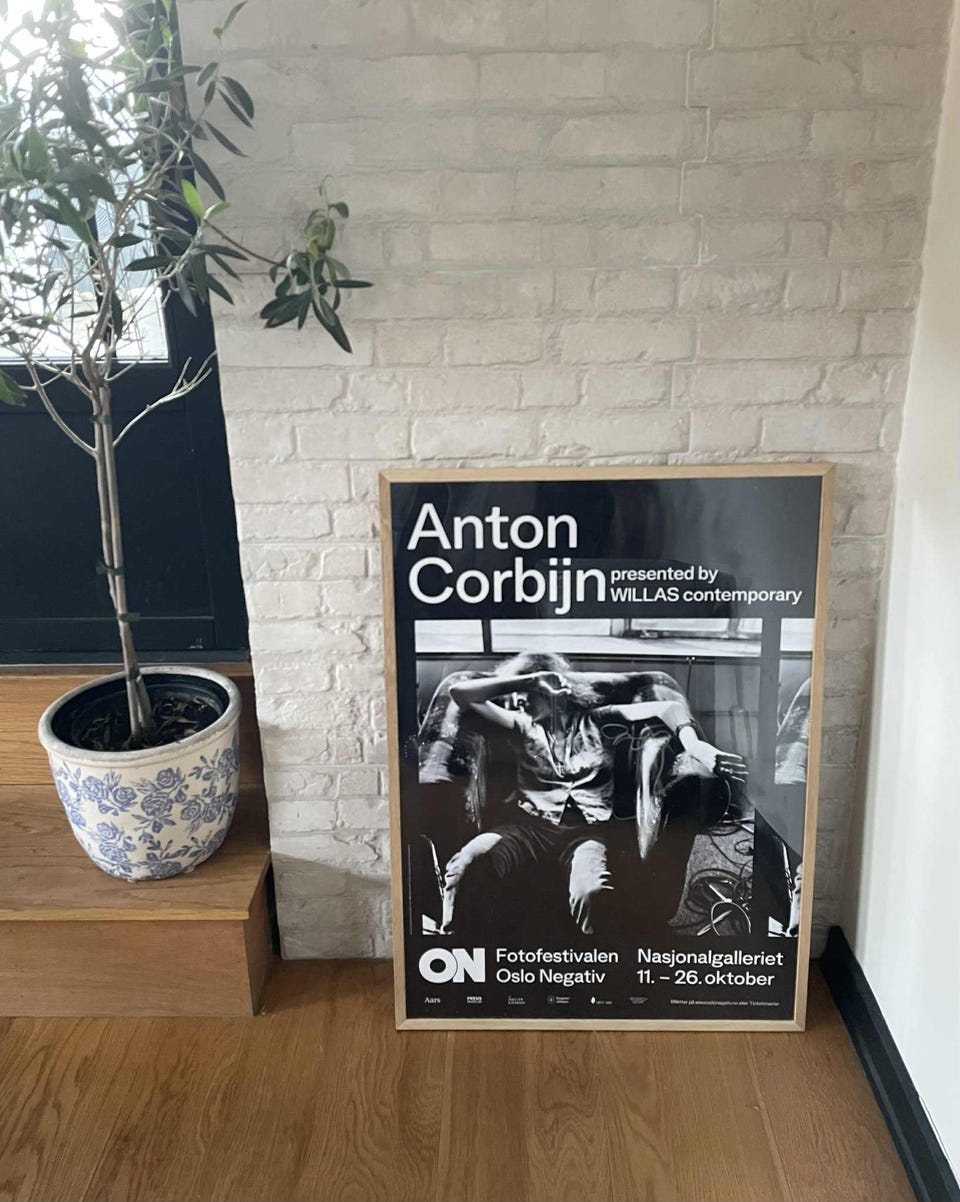 Anton
Corbijn
presented by
WILLAS contemporary
ON
Fotofestivalen
Oslo Negativ
Nasjonalgalleriet
11. – 26. oktober
Aars